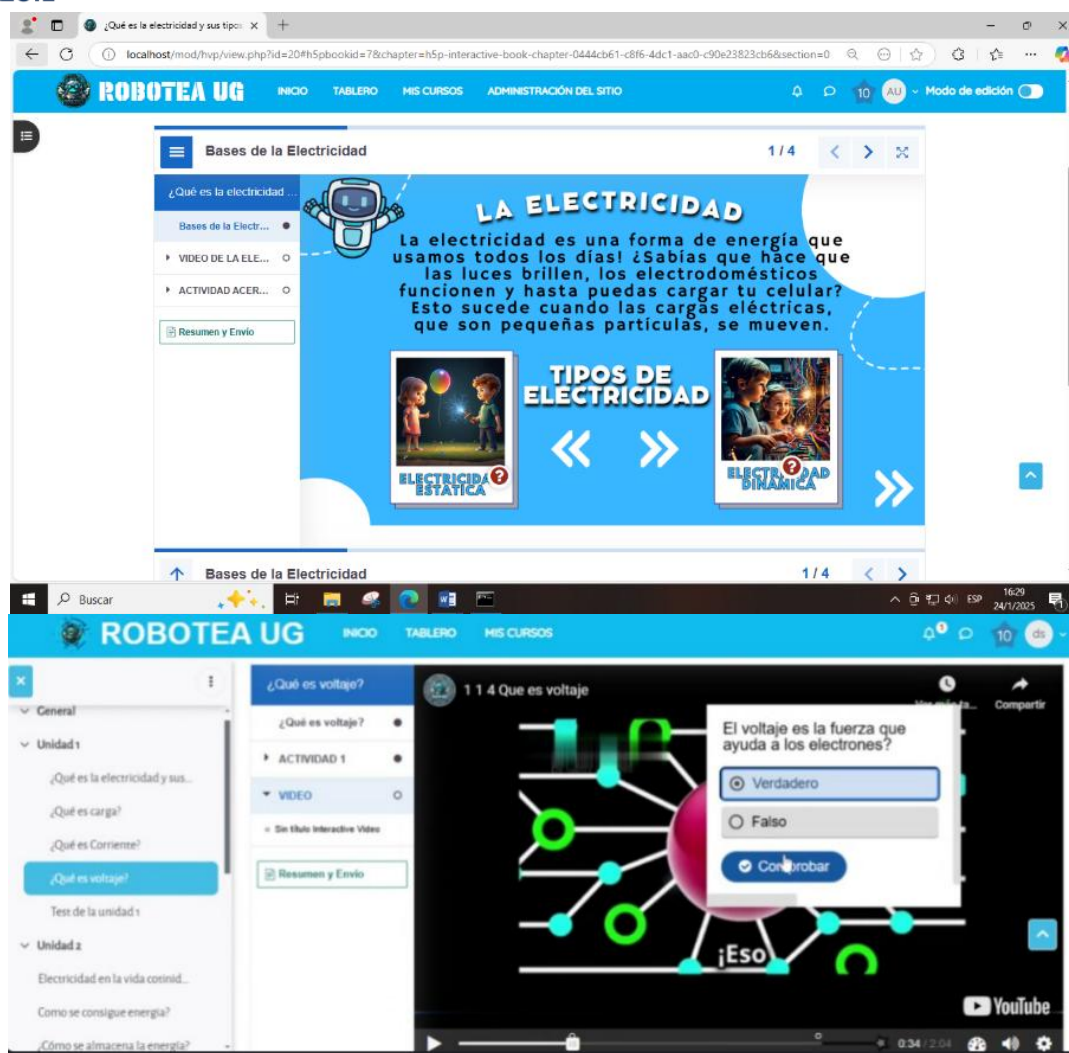 ¿Qué es la electricidad y sus tipo
localhost/mod/hvp/view.php?id=20#h5pbookid=7&chapter=h5p-interactive-book-chapter-0444cb61-c8f6-4dc1-aac0-c90e23823cb6&section=0
ROBOTEA UG
INICIO
TABLERO
MIS CURSOS
ADMINISTRACIÓN DEL SITIO
10
AU
Modo de edición
Bases de la Electricidad
1 / 4
¿Qué es la electricidad ...
Bases de la Electr...
VIDEO DE LA ELE...
ACTIVIDAD ACER...
Resumen y Envío
LA ELECTRICIDAD
La electricidad es una forma de energía que
usamos todos los días! ¿Sabías que hace que
las luces brillen, los electrodomésticos
funcionen y hasta puedas cargar tu celular?
Esto sucede cuando las cargas eléctricas,
que son pequeñas partículas, se mueven.
TIPOS DE
ELECTRICIDAD
ESTÁTICA
DINÁMICA
Bases de la Electricidad
1 / 4
Buscar
ESP
16:29
24/1/2025
ROBOTEA UG
INICIO
TABLERO
MIS CURSOS
10
ds
General
Unidad 1
¿Qué es la electricidad y sus...
¿Qué es carga?
¿Qué es Corriente?
¿Qué es voltaje?
Test de la unidad 1
Unidad 2
Como se consigue energia?
¿Cómo se almacena la energía?
¿Qué es voltaje?
¿Qué es voltaje?
ACTIVIDAD 1
VIDEO
Sin título Interactive Video
Resumen y Envío
1 1 4 Que es voltaje
Compartir
El voltaje es la fuerza que
ayuda a los electrones?
Verdadero
Falso
Comprobar
¡Eso
YouTube
0:34 / 2:04